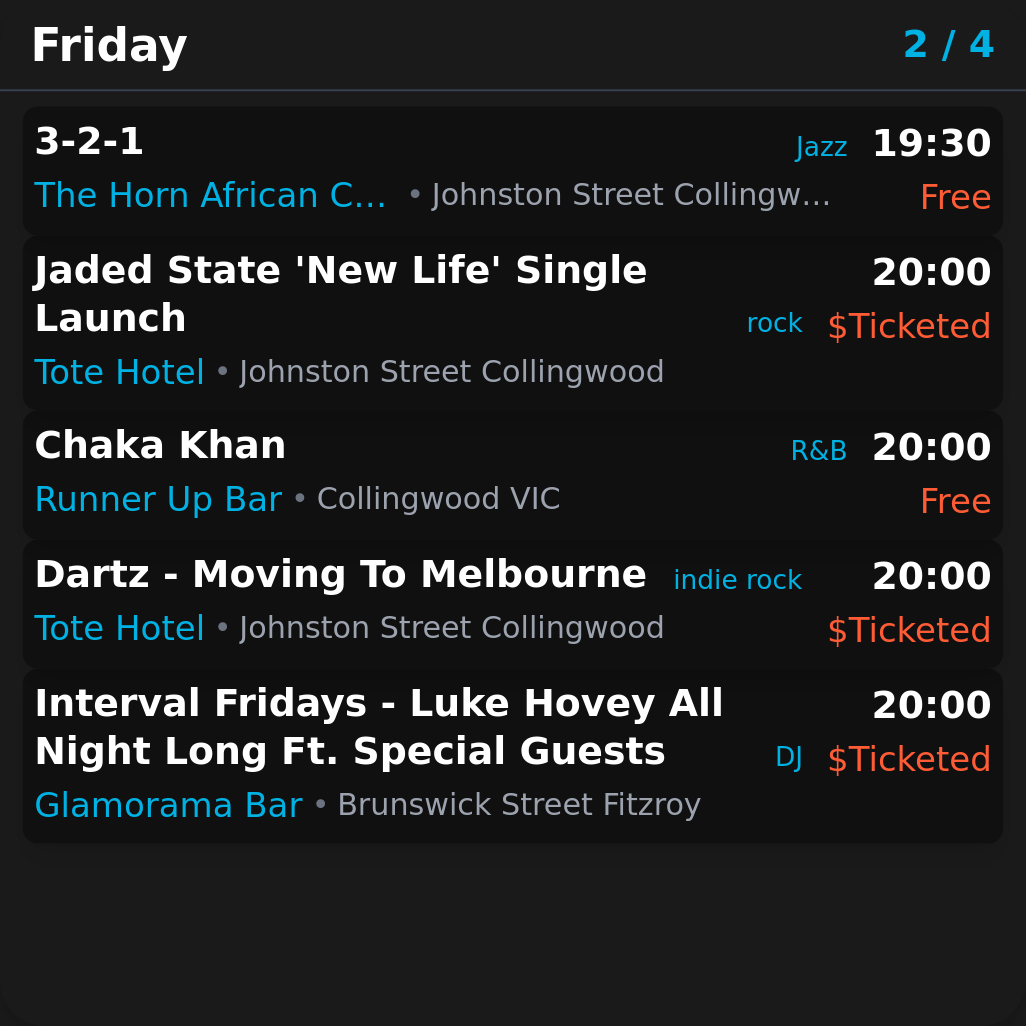 Friday 2 / 4
3-2-1 Jazz 19:30
The Horn African C... • Johnston Street Collingw... Free
Jaded State 'New Life' Single 20:00
Launch rock $Ticketed
Tote Hotel • Johnston Street Collingwood
Chaka Khan R&B 20:00
Runner Up Bar • Collingwood VIC Free
Dartz - Moving To Melbourne indie rock 20:00
Tote Hotel • Johnston Street Collingwood $Ticketed
Interval Fridays - Luke Hovey All 20:00
Night Long Ft. Special Guests DJ $Ticketed
Glamorama Bar • Brunswick Street Fitzroy